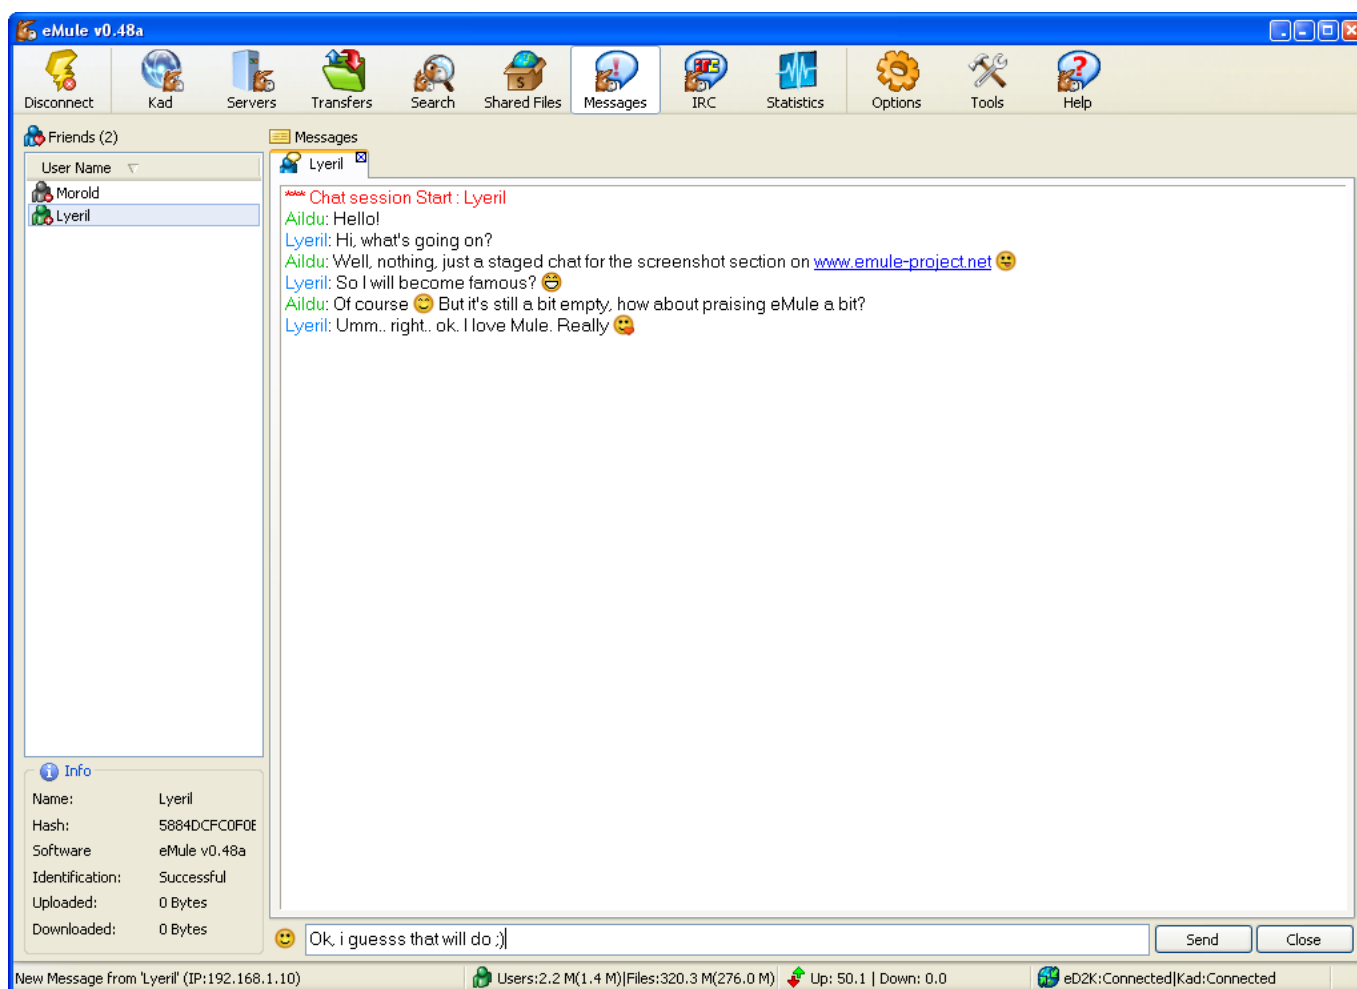 eMule v0.48a
Disconnect Kad Servers Transfers Search Shared Files Messages IRC Statistics Options Tools Help
Friends (2)
User Name
Morold
Lyeril
Messages
Lyeril
**** Chat session Start : Lyeril
Aildu: Hello!
Lyeril: Hi, what's going on?
Aildu: Well, nothing, just a staged chat for the screenshot section on www.emule-project.net
Lyeril: So I will become famous?
Aildu: Of course But it's still a bit empty, how about praising eMule a bit?
Lyeril: Umm.. right.. ok. I love Mule. Really
Info
Name: Lyeril
Hash: 5884DCFC0F0E
Software eMule v0.48a
Identification: Successful
Uploaded: 0 Bytes
Downloaded: 0 Bytes
Ok, i guesss that will do ;)
Send Close
New Message from 'Lyeril' (IP:192.168.1.10) Users:2.2 M(1.4 M)|Files:320.3 M(276.0 M) Up: 50.1 | Down: 0.0 eD2K:Connected|Kad:Connected